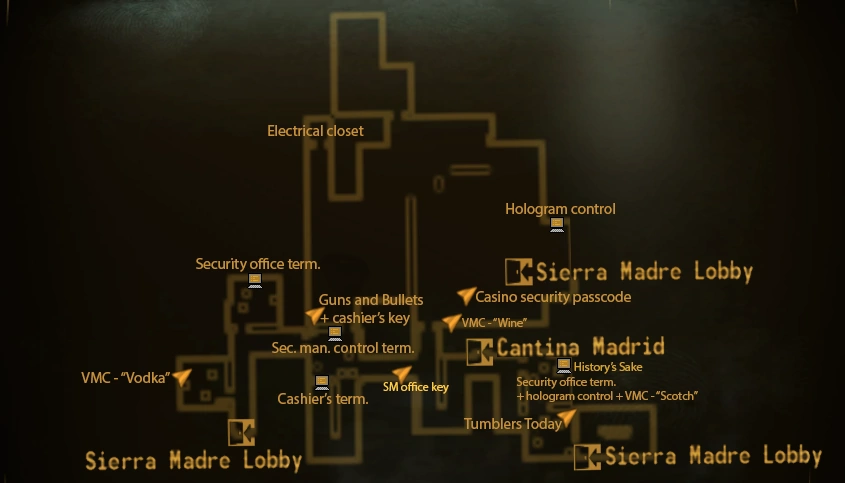 Electrical closet
Hologram control
Security office term.
Sierra Madre Lobby
Guns and Bullets
+ cashier's key
Casino security passcode
VMC - "Wine"
Sec. man. control term.
Cantina Madrid
VMC - "Vodka"
SM office key
History's Sake
Security office term.
+ hologram control + VMC - "Scotch"
Cashier's term.
Tumblers Today
Sierra Madre Lobby
Sierra Madre Lobby